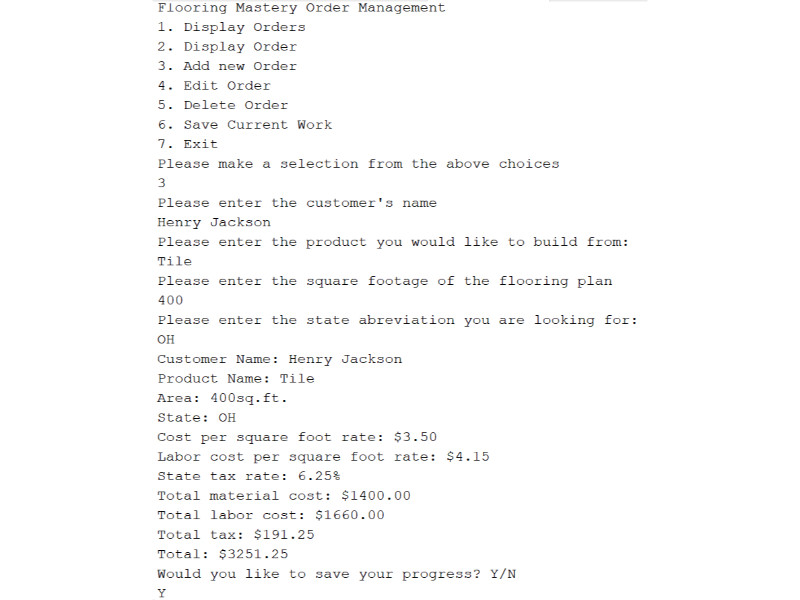 Flooring Mastery Order Management
1. Display Orders
2. Display Order
3. Add new Order
4. Edit Order
5. Delete Order
6. Save Current Work
7. Exit
Please make a selection from the above choices
3
Please enter the customer's name
Henry Jackson
Please enter the product you would like to build from:
Tile
Please enter the square footage of the flooring plan
400
Please enter the state abreviation you are looking for:
OH
Customer Name: Henry Jackson
Product Name: Tile
Area: 400sq.ft.
State: OH
Cost per square foot rate: $3.50
Labor cost per square foot rate: $4.15
State tax rate: 6.25%
Total material cost: $1400.00
Total labor cost: $1660.00
Total tax: $191.25
Total: $3251.25
Would you like to save your progress? Y/N
Y